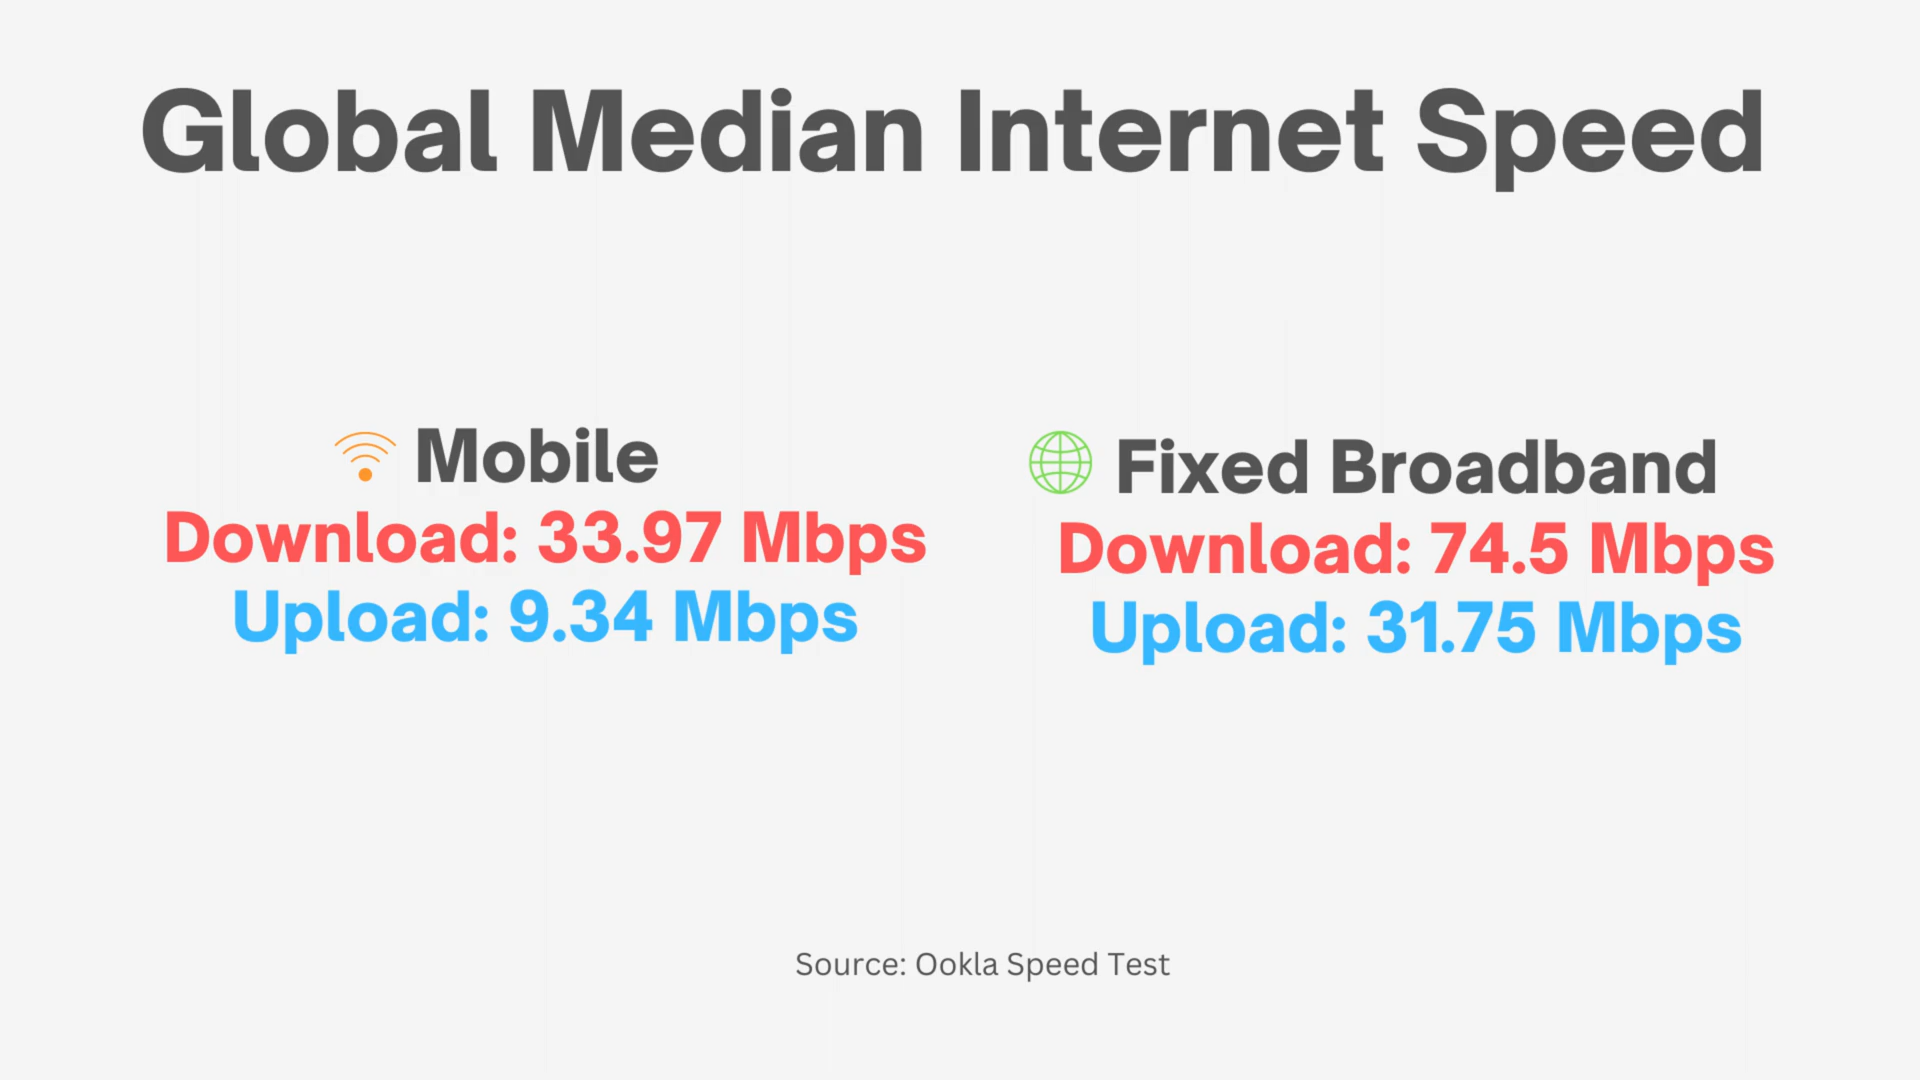 Global Median Internet Speed
Mobile
Download: 33.97 Mbps
Upload: 9.34 Mbps
Fixed Broadband
Download: 74.5 Mbps
Upload: 31.75 Mbps
Source: Ookla Speed Test